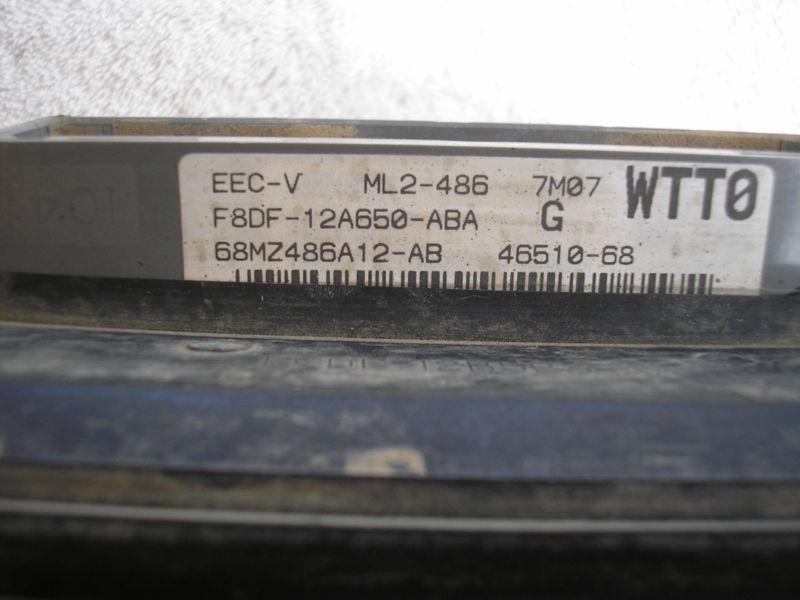 EEC-V ML2-486 7M07 WTT0
F8DF-12A650-ABA G
68MZ486A12-AB 46510-68